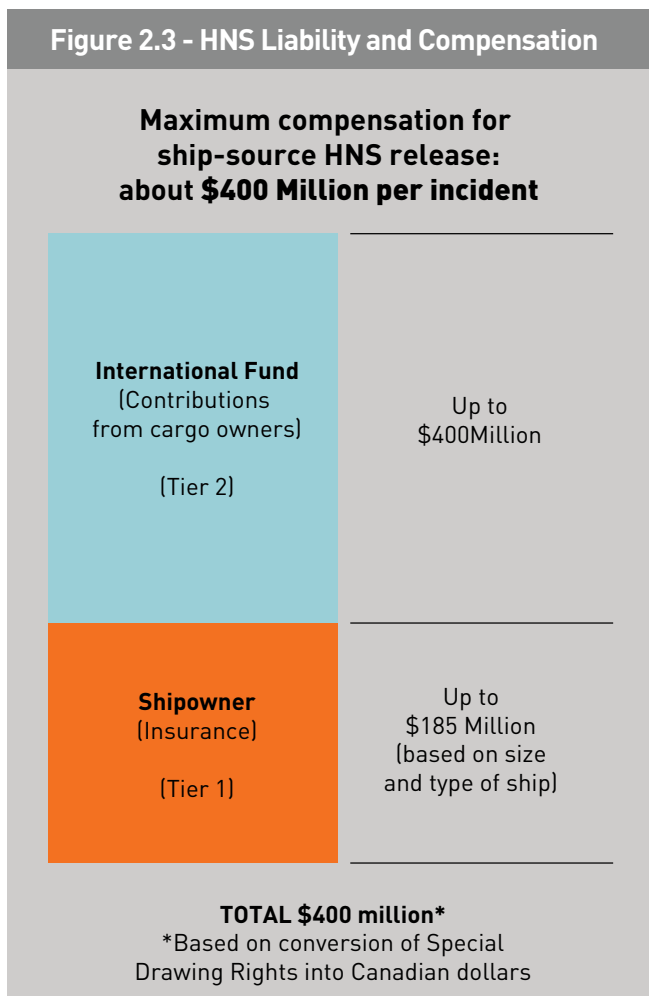 Figure 2.3 - HNS Liability and Compensation
Maximum compensation for
ship-source HNS release:
about $400 Million per incident
International Fund
(Contributions
from cargo owners)
(Tier 2)
Up to
$400Million
Shipowner
(Insurance)
(Tier 1)
Up to
$185 Million
(based on size
and type of ship)
TOTAL $400 million*
*Based on conversion of Special
Drawing Rights into Canadian dollars